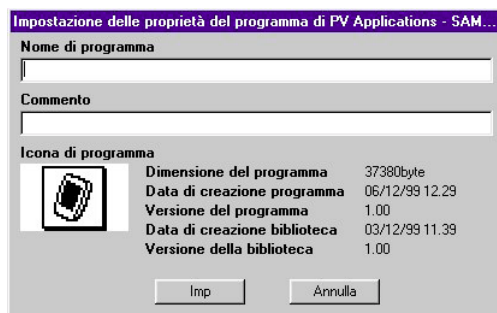 Impostazione delle proprietà del programma di PV Applications - SAM...
Nome di programma
Commento
Icona di programma
Dimensione del programma 37380byte
Data di creazione programma 06/12/99 12.29
Versione del programma 1.00
Data di creazione biblioteca 03/12/99 11.39
Versione della biblioteca 1.00
Imp Annulla